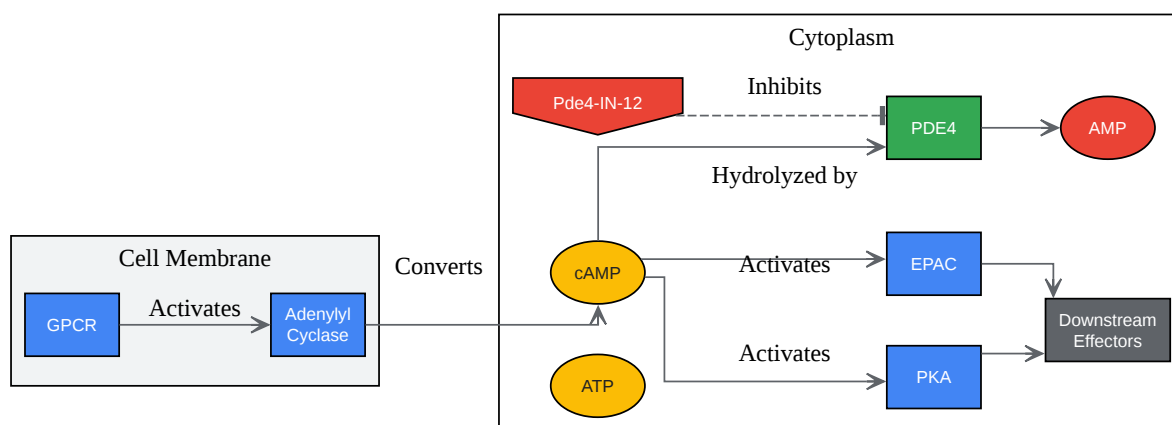 Cytoplasm
Pde4-IN-12
Inhibits
PDE4
AMP
Hydrolyzed by
Cell Membrane
Converts
cAMP
Activates
EPAC
GPCR
Activates
Adenylyl
Cyclase
Downstream
Effectors
ATP
Activates
PKA